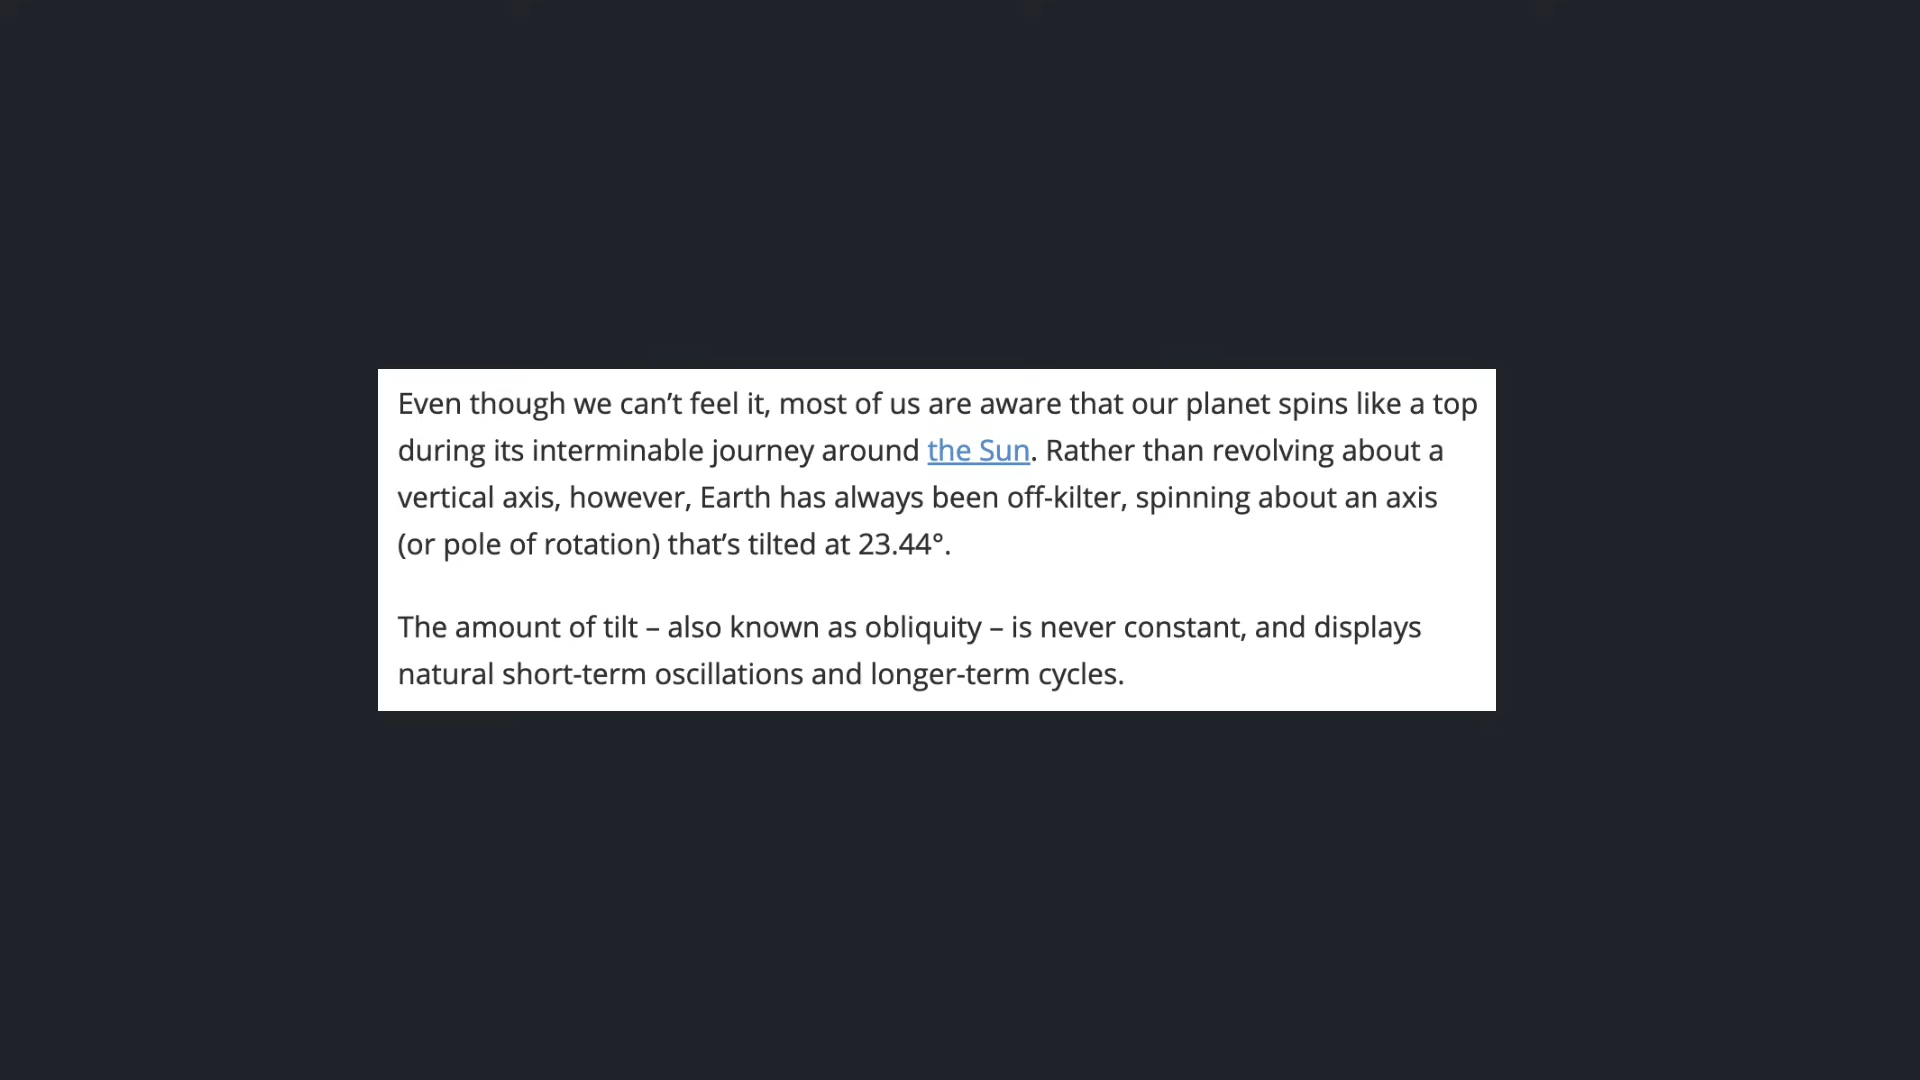 Even though we can’t feel it, most of us are aware that our planet spins like a top
during its interminable journey around the Sun. Rather than revolving about a
vertical axis, however, Earth has always been off-kilter, spinning about an axis
(or pole of rotation) that’s tilted at 23.44°.
The amount of tilt – also known as obliquity – is never constant, and displays
natural short-term oscillations and longer-term cycles.